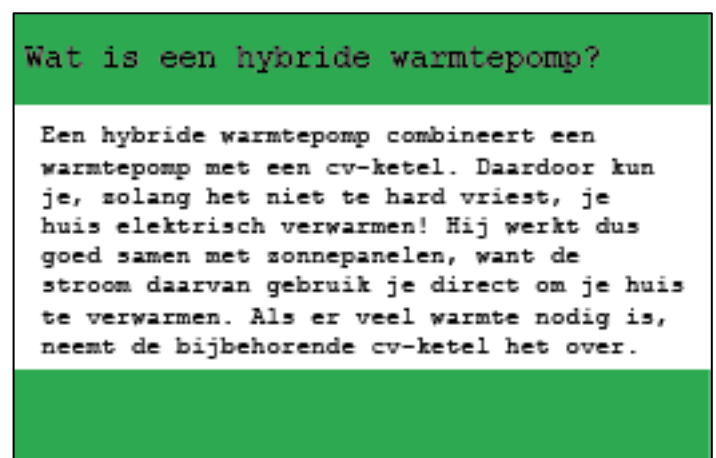 Wat is een hybride warmtepomp?
Een hybride warmtepomp combineert een
warmtepomp met een cv-ketel. Daardoor kun
je, zolang het niet te hard vriest, je
huis elektrisch verwarmen! Hij werkt dus
goed samen met zonnepanelen, want de
stroom daarvan gebruik je direct om je huis
te verwarmen. Als er veel warmte nodig is,
neemt de bijbehorende cv-ketel het over.